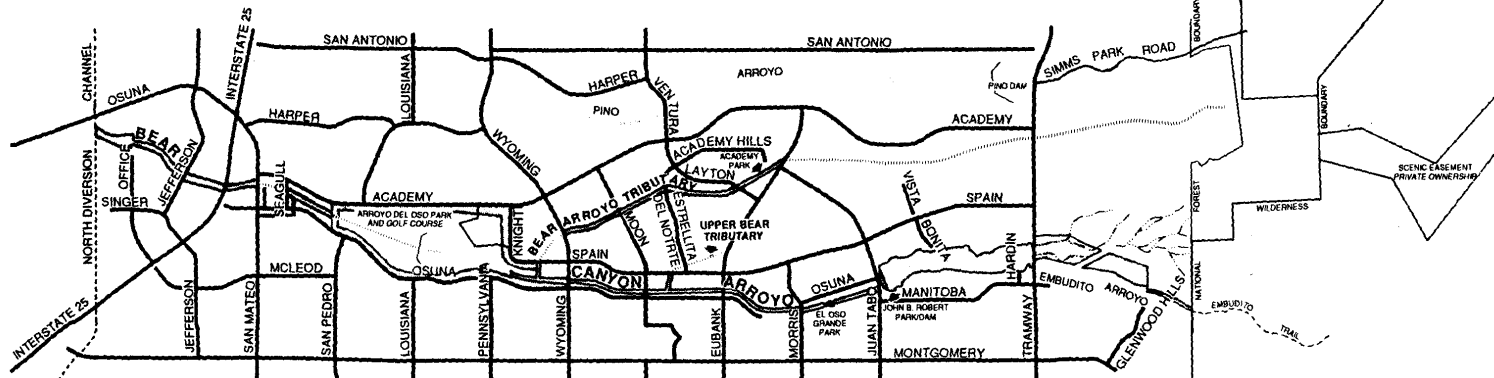 NORTH DIVERSION CHANNEL
OSUNA
INTERSTATE 25
BEAR
OFFICE
JEFFERSON
SINGER
SEAGULL
HARPER
SAN ANTONIO
LOUISIANA
ACADEMY
ARROYO DEL OSO PARK
AND GOLF COURSE
MCLEOD
OSUNA
INTERSTATE 25
JEFFERSON
SAN MATEO
SAN PEDRO
LOUISIANA
PENNSYLVANIA
WYOMING
WYOMING
KNIGHT
BEAR ARROYO TRIBUTARY
MOON
ESTRELLITA
DEL NOTRTE
SPAIN
CANYON
ARROYO
HARPER
PINO
ARROYO
VENTURA
ACADEMY HILLS
ACADEMY
PARK
LAYTON
UPPER BEAR
TRIBUTARY
EUBANK
MORRIS
OSUNA
EL OSO
GRANDE
PARK
JUAN TABO
MANITOBA
JOHN B. ROBERT
PARK/DAM
VISTA
BONITA
SPAIN
ACADEMY
SAN ANTONIO
PINO DAM
SIMMS PARK ROAD
HARDIN
TRAMWAY
MONTGOMERY
EMBUDITO ARROYO
GLENWOOD HILLS
EMBUDITO
TRAIL
NATIONAL
FOREST
BOUNDARY
WILDERNESS
BOUNDARY
SCENIC EASEMENT
PRIVATE OWNERSHIP